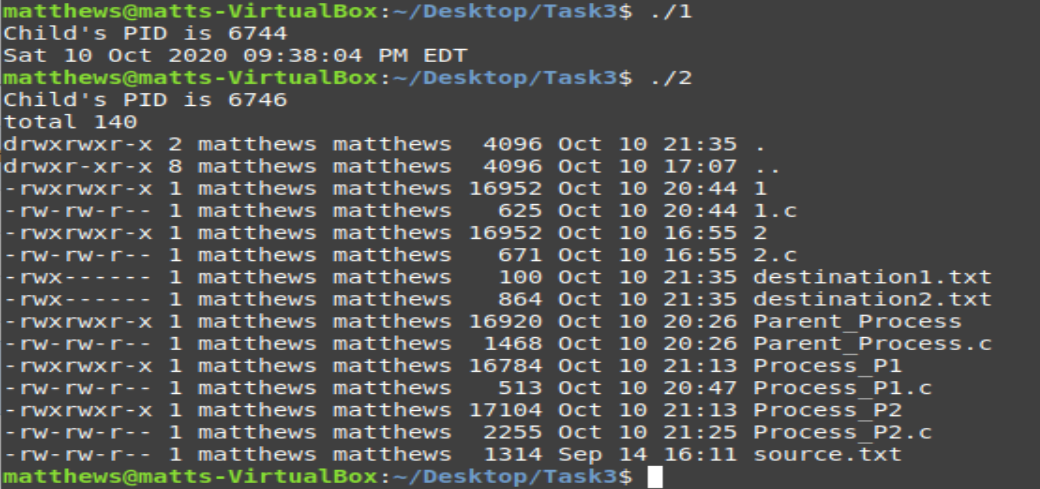 matthews@matts-VirtualBox:~/Desktop/Task3$ ./1
Child's PID is 6744
Sat 10 Oct 2020 09:38:04 PM EDT
matthews@matts-VirtualBox:~/Desktop/Task3$ ./2
Child's PID is 6746
total 140
drwxrwxr-x 2 matthews matthews  4096 Oct 10 21:35 .
drwxr-xr-x 8 matthews matthews  4096 Oct 10 17:07 ..
-rwxrwxr-x 1 matthews matthews 16952 Oct 10 20:44 1
-rw-rw-r-- 1 matthews matthews   625 Oct 10 20:44 1.c
-rwxrwxr-x 1 matthews matthews 16952 Oct 10 16:55 2
-rw-rw-r-- 1 matthews matthews   671 Oct 10 16:55 2.c
-rwx------ 1 matthews matthews   100 Oct 10 21:35 destination1.txt
-rwx------ 1 matthews matthews   864 Oct 10 21:35 destination2.txt
-rwxrwxr-x 1 matthews matthews 16920 Oct 10 20:26 Parent_Process
-rw-rw-r-- 1 matthews matthews  1468 Oct 10 20:26 Parent_Process.c
-rwxrwxr-x 1 matthews matthews 16784 Oct 10 21:13 Process_P1
-rw-rw-r-- 1 matthews matthews   513 Oct 10 20:47 Process_P1.c
-rwxrwxr-x 1 matthews matthews 17104 Oct 10 21:13 Process_P2
-rw-rw-r-- 1 matthews matthews  2255 Oct 10 21:25 Process_P2.c
-rw-rw-r-- 1 matthews matthews  1314 Sep 14 16:11 source.txt
matthews@matts-VirtualBox:~/Desktop/Task3$